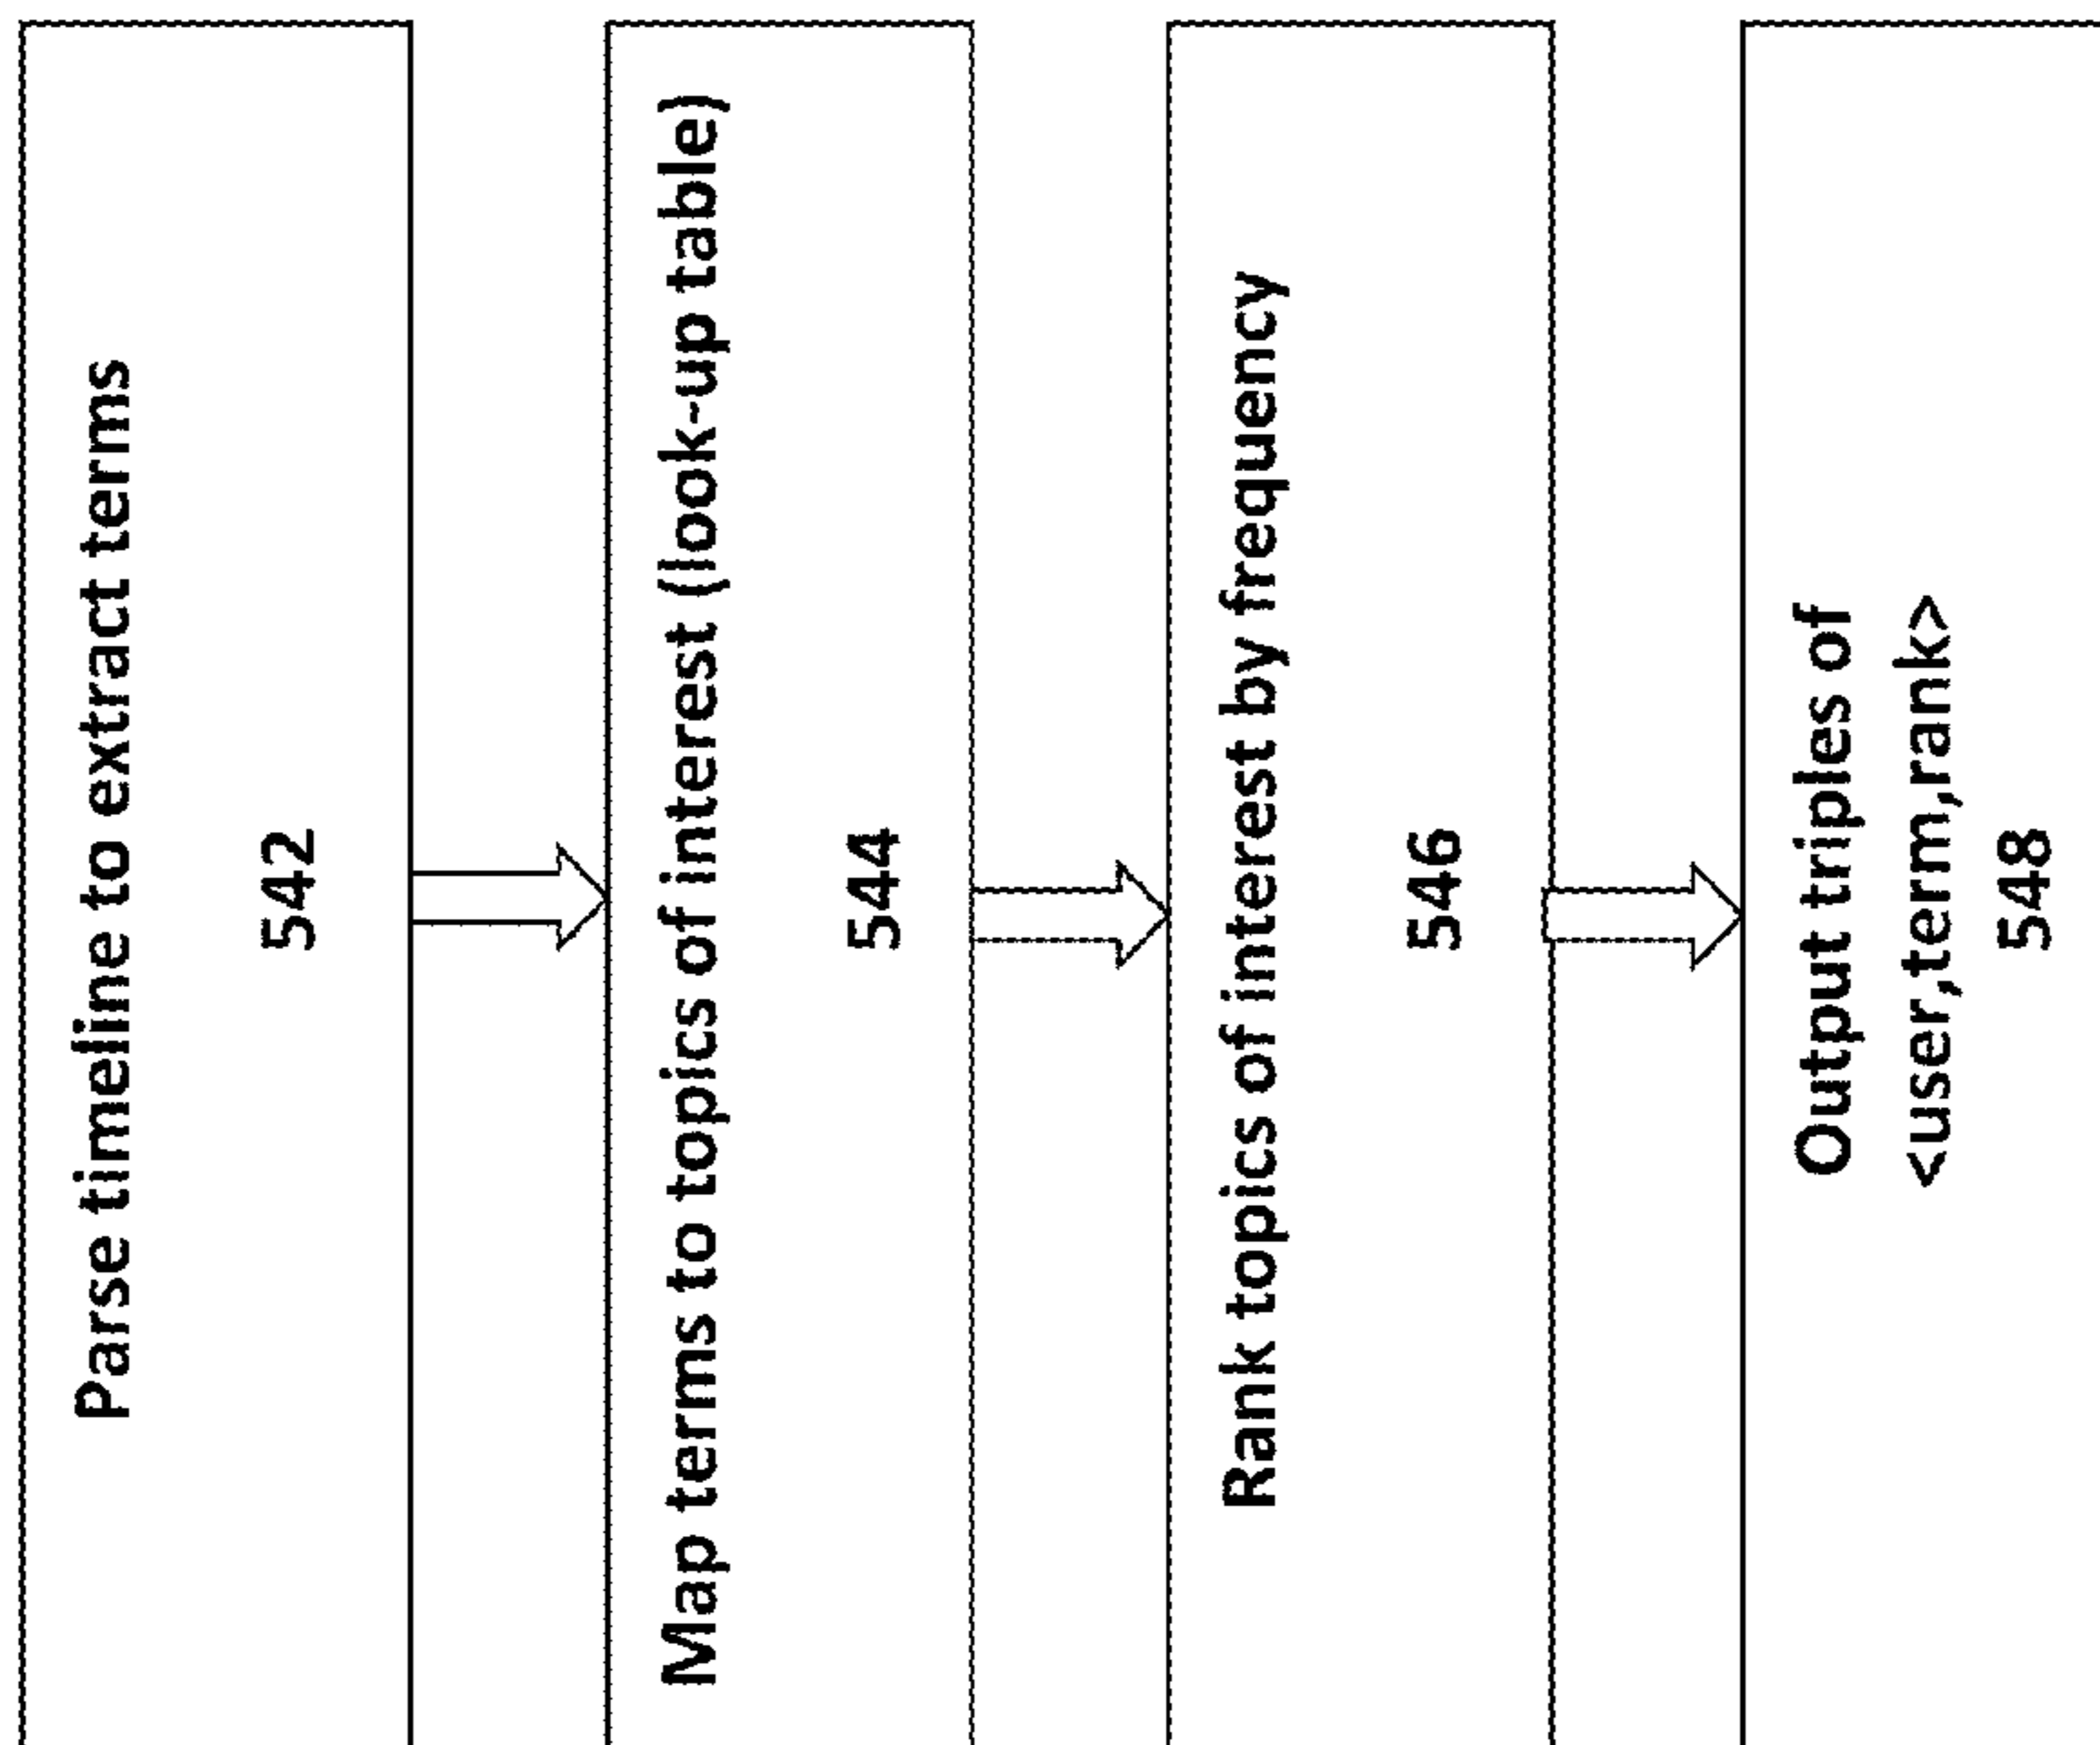 Parse timeline to extract terms
542
Map terms to topics of interest (look-up table)
544
Rank topics of interest by frequency
546
Output triples of
<user,term,rank>
548